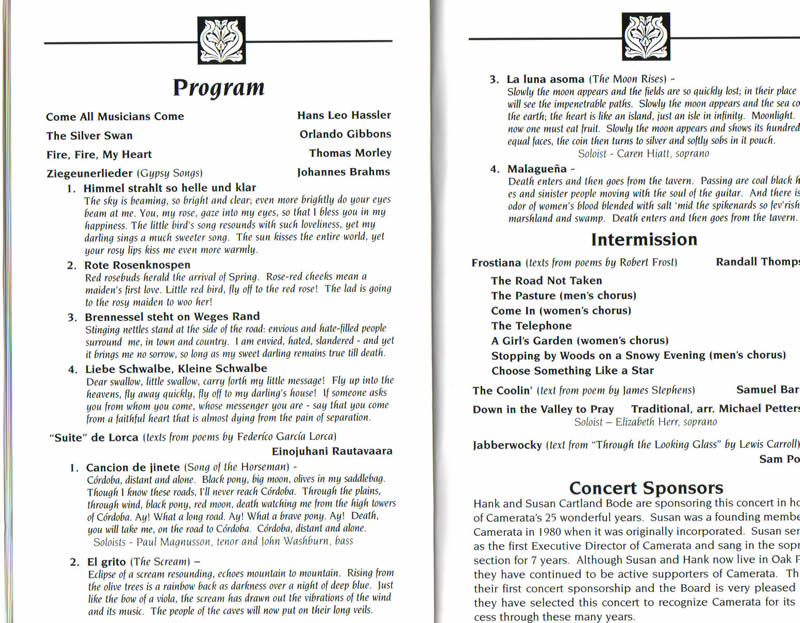 Program
Come All Musicians Come Hans Leo Hassler
The Silver Swan Orlando Gibbons
Fire, Fire, My Heart Thomas Morley
Ziegeunerlieder (Gypsy Songs) Johannes Brahms
1. Himmel strahlt so helle und klar
The sky is beaming, so bright and clear; even more brightly do your eyes
beam at me. You, my rose, gaze into my eyes, so that I bless you in my
happiness. The little bird's song resounds with such loveliness, yet my
darling sings a much sweeter song. The sun kisses the entire world, yet
your rosy lips kiss me even more warmly.
2. Rote Rosenknospen
Red rosebuds herald the arrival of Spring. Rose-red cheeks mean a
maiden's first love. Little red bird, fly off to the red rose! The lad is going
to the rosy maiden to woo her!
3. Brennessel steht on Weges Rand
Stinging nettles stand at the side of the road: envious and hate-filled people
surround me, in town and country. I am envied, hated, slandered - and yet
it brings me no sorrow, so long as my sweet darling remains true till death.
4. Liebe Schwalbe, Kleine Schwalbe
Dear swallow, little swallow, carry forth my little message! Fly up into the
heavens, fly away quickly, fly off to my darling's house! If someone asks
you from whom you come, whose messenger you are - say that you come
from a faithful heart that is almost dying from the pain of separation.
"Suite" de Lorca (texts from poems by Federíco García Lorca)
Einojuhani Rautavaara
1. Cancion de jinete (Song of the Horseman) -
Córdoba, distant and alone. Black pony, big moon, olives in my saddlebag.
Though I know these roads, I'll never reach Córdoba. Through the plains,
through wind, black pony, red moon, death watching me from the high towers
of Córdoba. Ay! What a long road. Ay! What a brave pony. Ay! Death,
you will take me, on the road to Córdoba. Córdoba, distant and alone.
Soloists - Paul Magnusson, tenor and John Washburn, bass
2. El grito (The Scream) –
Eclipse of a scream resounding, echoes mountain to mountain. Rising from
the olive trees is a rainbow back as darkness over a night of deep blue. Just
like the bow of a viola, the scream has drawn out the vibrations of the wind
and its music. The people of the caves will now put on their long veils.
3. La luna asoma (The Moon Rises) –
Slowly the moon appears and the fields are so quickly lost; in their place
will see the impenetrable paths. Slowly the moon appears and the sea co
the earth; the heart is like an island, just an isle in infinity. Moonlight.
now one must eat fruit. Slowly the moon appears and shows its hundred
equal faces, the coin then turns to silver and softly sobs in it pouch.
Soloist - Caren Hiatt, soprano
4. Malagueña -
Death enters and then goes from the tavern. Passing are coal black h
es and sinister people moving with the soul of the guitar. And there is
odor of women's blood blended with salt 'mid the spikenards so fev'rish
marshland and swamp. Death enters and then goes from the tavern.
Intermission
Frostiana (texts from poems by Robert Frost) Randall Thomps
The Road Not Taken
The Pasture (men's chorus)
Come In (women's chorus)
The Telephone
A Girl's Garden (women's chorus)
Stopping by Woods on a Snowy Evening (men's chorus)
Choose Something Like a Star
The Coolin' (text from poem by James Stephens) Samuel Bar
Down in the Valley to Pray Traditional, arr. Michael Petters
Soloist – Elizabeth Herr, soprano
Jabberwocky (text from "Through the Looking Glass" by Lewis Carroll)
Sam Po
Concert Sponsors
Hank and Susan Cartland Bode are sponsoring this concert in ho
of Camerata's 25 wonderful years. Susan was a founding membe
Camerata in 1980 when it was originally incorporated. Susan ser
as the first Executive Director of Camerata and sang in the sopr
section for 7 years. Although Susan and Hank now live in Oak P
they have continued to be active supporters of Camerata. Th
their first concert sponsorship and the Board is very pleased
they have selected this concert to recognize Camerata for its
cess through these many years.